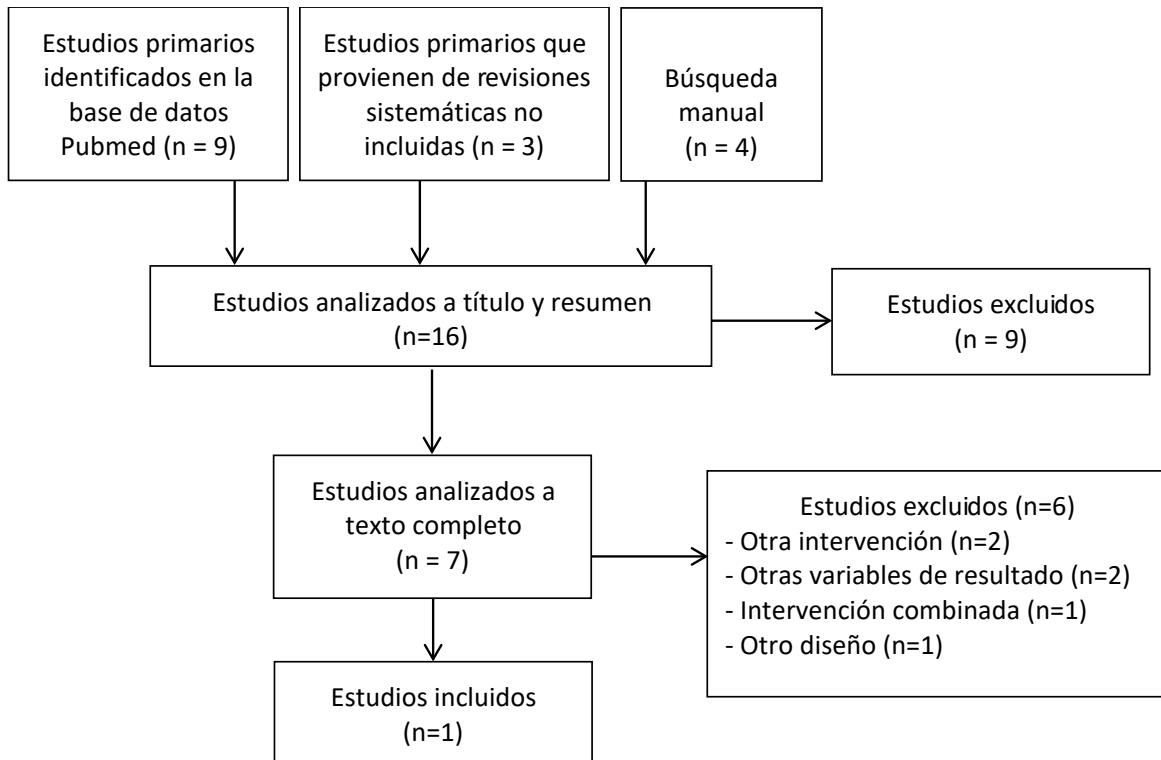 Estudios primarios
identificados en la
base de datos
Pubmed (n = 9)
Estudios primarios que
provienen de revisiones
sistemáticas no
incluidas (n = 3)
Búsqueda
manual
(n = 4)
Estudios analizados a título y resumen
(n=16)
Estudios excluidos
(n = 9)
Estudios analizados a
texto completo
(n = 7)
Estudios excluidos (n=6)
- Otra intervención (n=2)
- Otras variables de resultado (n=2)
- Intervención combinada (n=1)
- Otro diseño (n=1)
Estudios incluidos
(n=1)